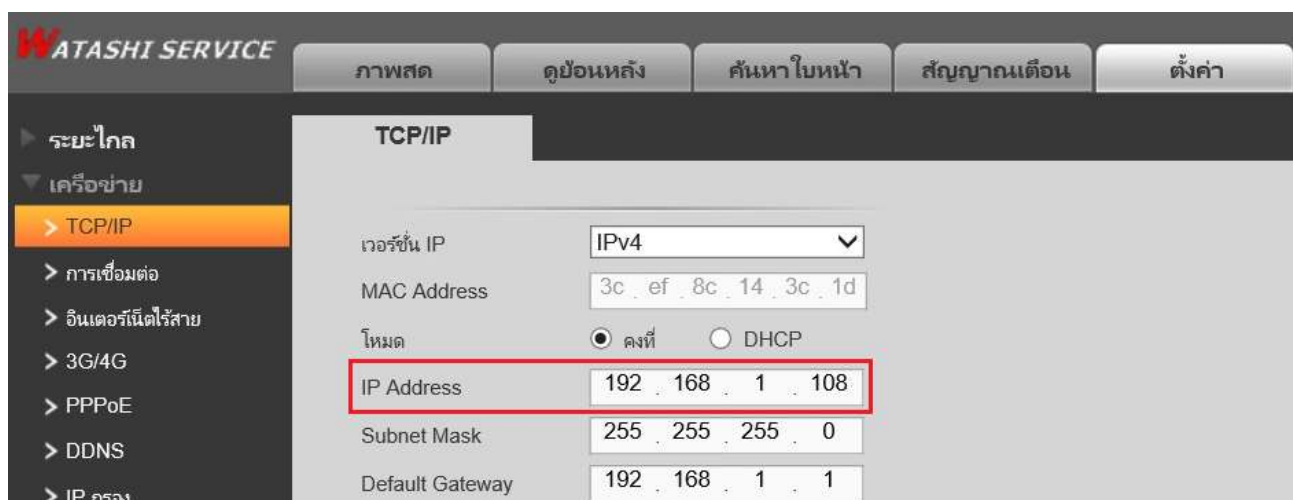 WATASHI SERVICE
ภาพสด
ดูย้อนหลัง
ค้นหาใบหน้า
สัญญาณเตือน
ตั้งค่า
ระยะไกล
เครือข่าย
TCP/IP
การเชื่อมต่อ
อินเตอร์เน็ตไร้สาย
3G/4G
PPPoE
DDNS
IP กรอง
TCP/IP
เวอร์ชั่น IP IPv4
MAC Address 3c . ef . 8c . 14 . 3c . 1d
โหมด คงที่ DHCP
IP Address 192 . 168 . 1 . 108
Subnet Mask 255 . 255 . 255 . 0
Default Gateway 192 . 168 . 1 . 1